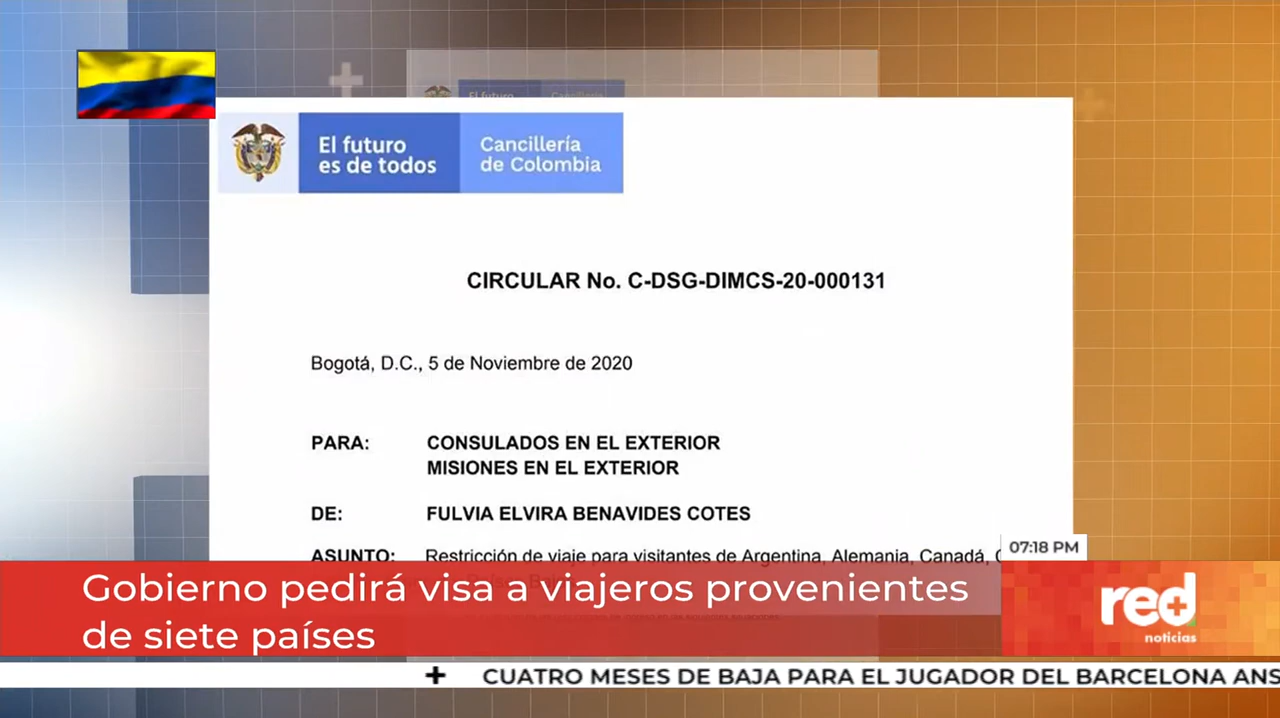 El futuro
es de todos
Cancillería
de Colombia
CIRCULAR No. C-DSG-DIMCS-20-000131
Bogotá, D.C., 5 de Noviembre de 2020
PARA: CONSULADOS EN EL EXTERIOR
MISIONES EN EL EXTERIOR
DE: FULVIA ELVIRA BENAVIDES COTES
ASUNTO: Restricción de viaje para visitantes de Argentina, Alemania, Canadá,
07:18 PM
Gobierno pedirá visa a viajeros provenientes
de siete países
red+
noticias
+ CUATRO MESES DE BAJA PARA EL JUGADOR DEL BARCELONA ANS